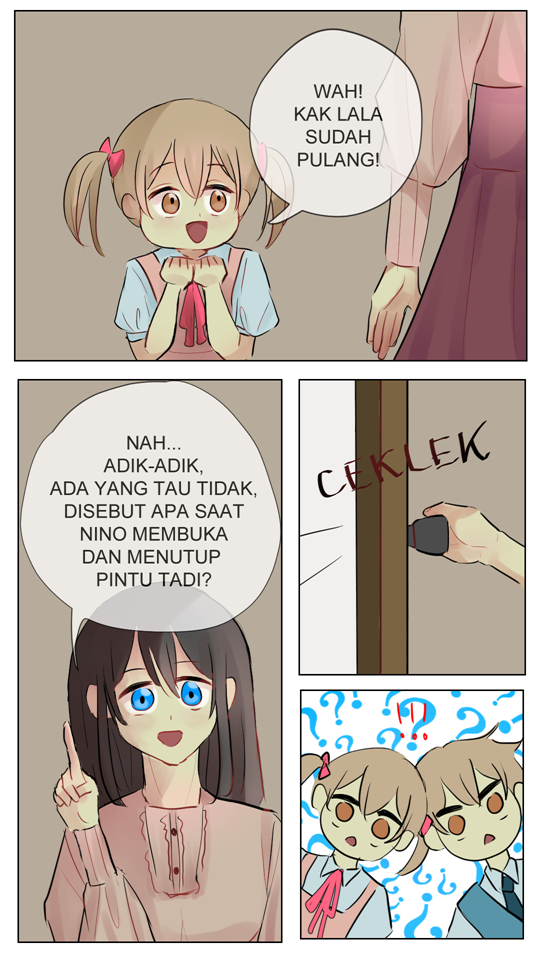 WAH!
KAK LALA
SUDAH
PULANG!
CEKLEK
NAH...
ADIK-ADIK,
ADA YANG TAU TIDAK,
DISEBUT APA SAAT
NINO MEMBUKA
DAN MENUTUP
PINTU TADI?
!!!